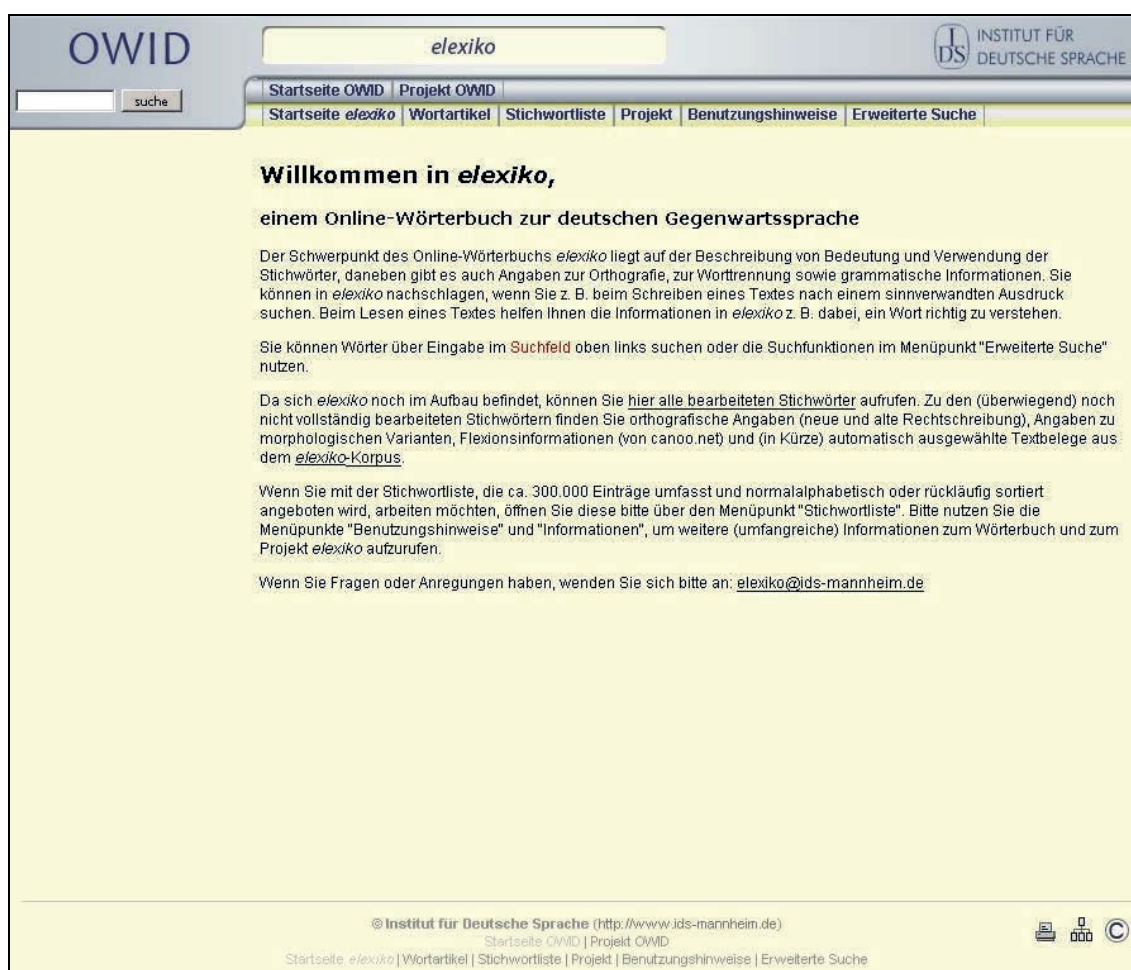 OWID
elexiko
IDS
INSTITUT FÜR
DEUTSCHE SPRACHE
suche
Startseite OWID | Projekt OWID
Startseite elexiko | Wortartikel | Stichwortliste | Projekt | Benutzungshinweise | Erweiterte Suche
Willkommen in elexiko,
einem Online-Wörterbuch zur deutschen Gegenwartssprache
Der Schwerpunkt des Online-Wörterbuchs elexiko liegt auf der Beschreibung von Bedeutung und Verwendung der
Stichwörter, daneben gibt es auch Angaben zur Orthografie, zur Worttrennung sowie grammatische Informationen. Sie
können in elexiko nachschlagen, wenn Sie z. B. beim Schreiben eines Textes nach einem sinnverwandten Ausdruck
suchen. Beim Lesen eines Textes helfen Ihnen die Informationen in elexiko z. B. dabei, ein Wort richtig zu verstehen.
Sie können Wörter über Eingabe im Suchfeld oben links suchen oder die Suchfunktionen im Menüpunkt "Erweiterte Suche"
nutzen.
Da sich elexiko noch im Aufbau befindet, können Sie hier alle bearbeiteten Stichwörter aufrufen. Zu den (überwiegend) noch
nicht vollständig bearbeiteten Stichwörtern finden Sie orthografische Angaben (neue und alte Rechtschreibung), Angaben zu
morphologischen Varianten, Flexionsinformationen (von canoo.net) und (in Kürze) automatisch ausgewählte Textbelege aus
dem elexiko-Korpus.
Wenn Sie mit der Stichwortliste, die ca. 300.000 Einträge umfasst und normalalphabetisch oder rückläufig sortiert
angeboten wird, arbeiten möchten, öffnen Sie diese bitte über den Menüpunkt "Stichwortliste". Bitte nutzen Sie die
Menüpunkte "Benutzungshinweise" und "Informationen", um weitere (umfangreiche) Informationen zum Wörterbuch und zum
Projekt elexiko aufzurufen.
Wenn Sie Fragen oder Anregungen haben, wenden Sie sich bitte an: elexiko@ids-mannheim.de
© Institut für Deutsche Sprache (http://www.ids-mannheim.de)
Startseite OWID | Projekt OWID
Startseite elexiko | Wortartikel | Stichwortliste | Projekt | Benutzungshinweise | Erweiterte Suche
©